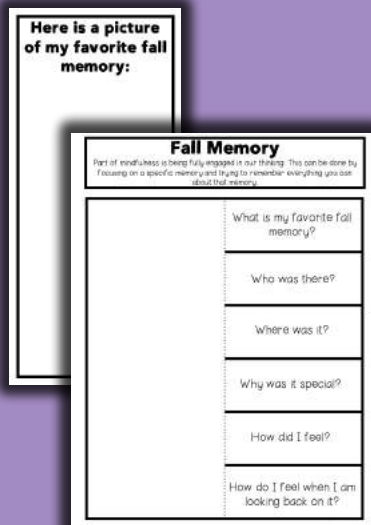 Here is a picture
of my favorite fall
memory:
Fall Memory
Part of mindfulness is being fully engaged in our thinking. This can be done by
focusing on a specific memory and trying to remember everything you can
about that memory.
What is my favorite fall
memory?
Who was there?
Where was it?
Why was it special?
How did I feel?
How do I feel when I am
looking back on it?